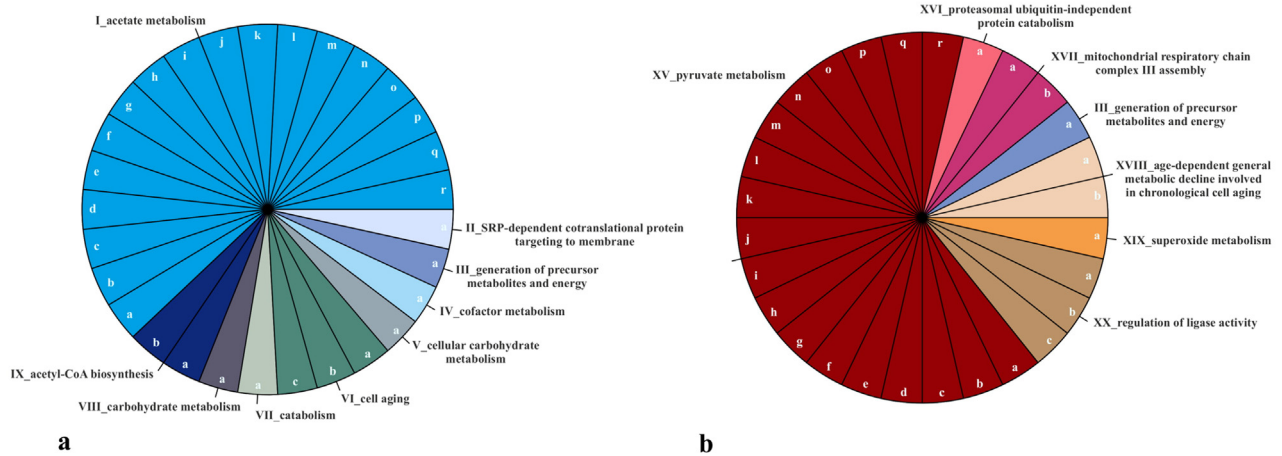 I_acetate metabolism
a
b
c
d
e
f
g
h
i
j
k
l
m
n
o
p
q
r
a
II_SRP-dependent cotranslational protein
targeting to membrane
a
III_generation of precursor
metabolites and energy
a
IV_cofactor metabolism
a
V_cellular carbohydrate
metabolism
a
b
c
VI_cell aging
a
VII_catabolism
a
VIII_carbohydrate metabolism
a
b
IX_acetyl-CoA biosynthesis
a
XV_pyruvate metabolism
a
b
c
d
e
f
g
h
i
j
k
l
m
n
o
p
q
r
XVI_proteasomal ubiquitin-independent
protein catabolism
a
XVII_mitochondrial respiratory chain
complex III assembly
a
b
III_generation of precursor
metabolites and energy
a
XVIII_age-dependent general
metabolic decline involved
in chronological cell aging
a
b
XIX_superoxide metabolism
a
XX_regulation of ligase activity
a
b
c
b